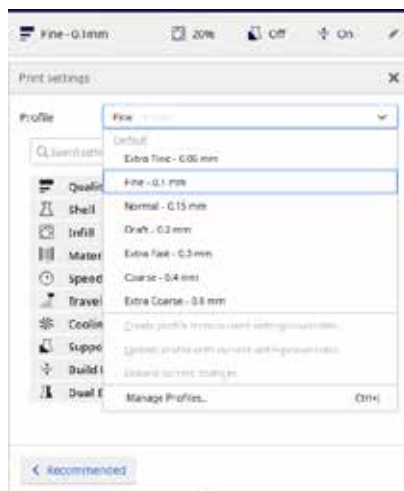 Fine - 0.1mm 20% Off On
Print settings
Profile Fine
Default
Extra Fine - 0.06 mm
Fine - 0.1 mm
Normal - 0.15 mm
Draft - 0.2 mm
Extra Fast - 0.3 mm
Coarse - 0.4 mm
Extra Coarse - 0.6 mm
Shell
Infill
Mater
Speed
Travel
Coolin
Suppo
Build
Dual E
Manage Profiles...
< Recommended